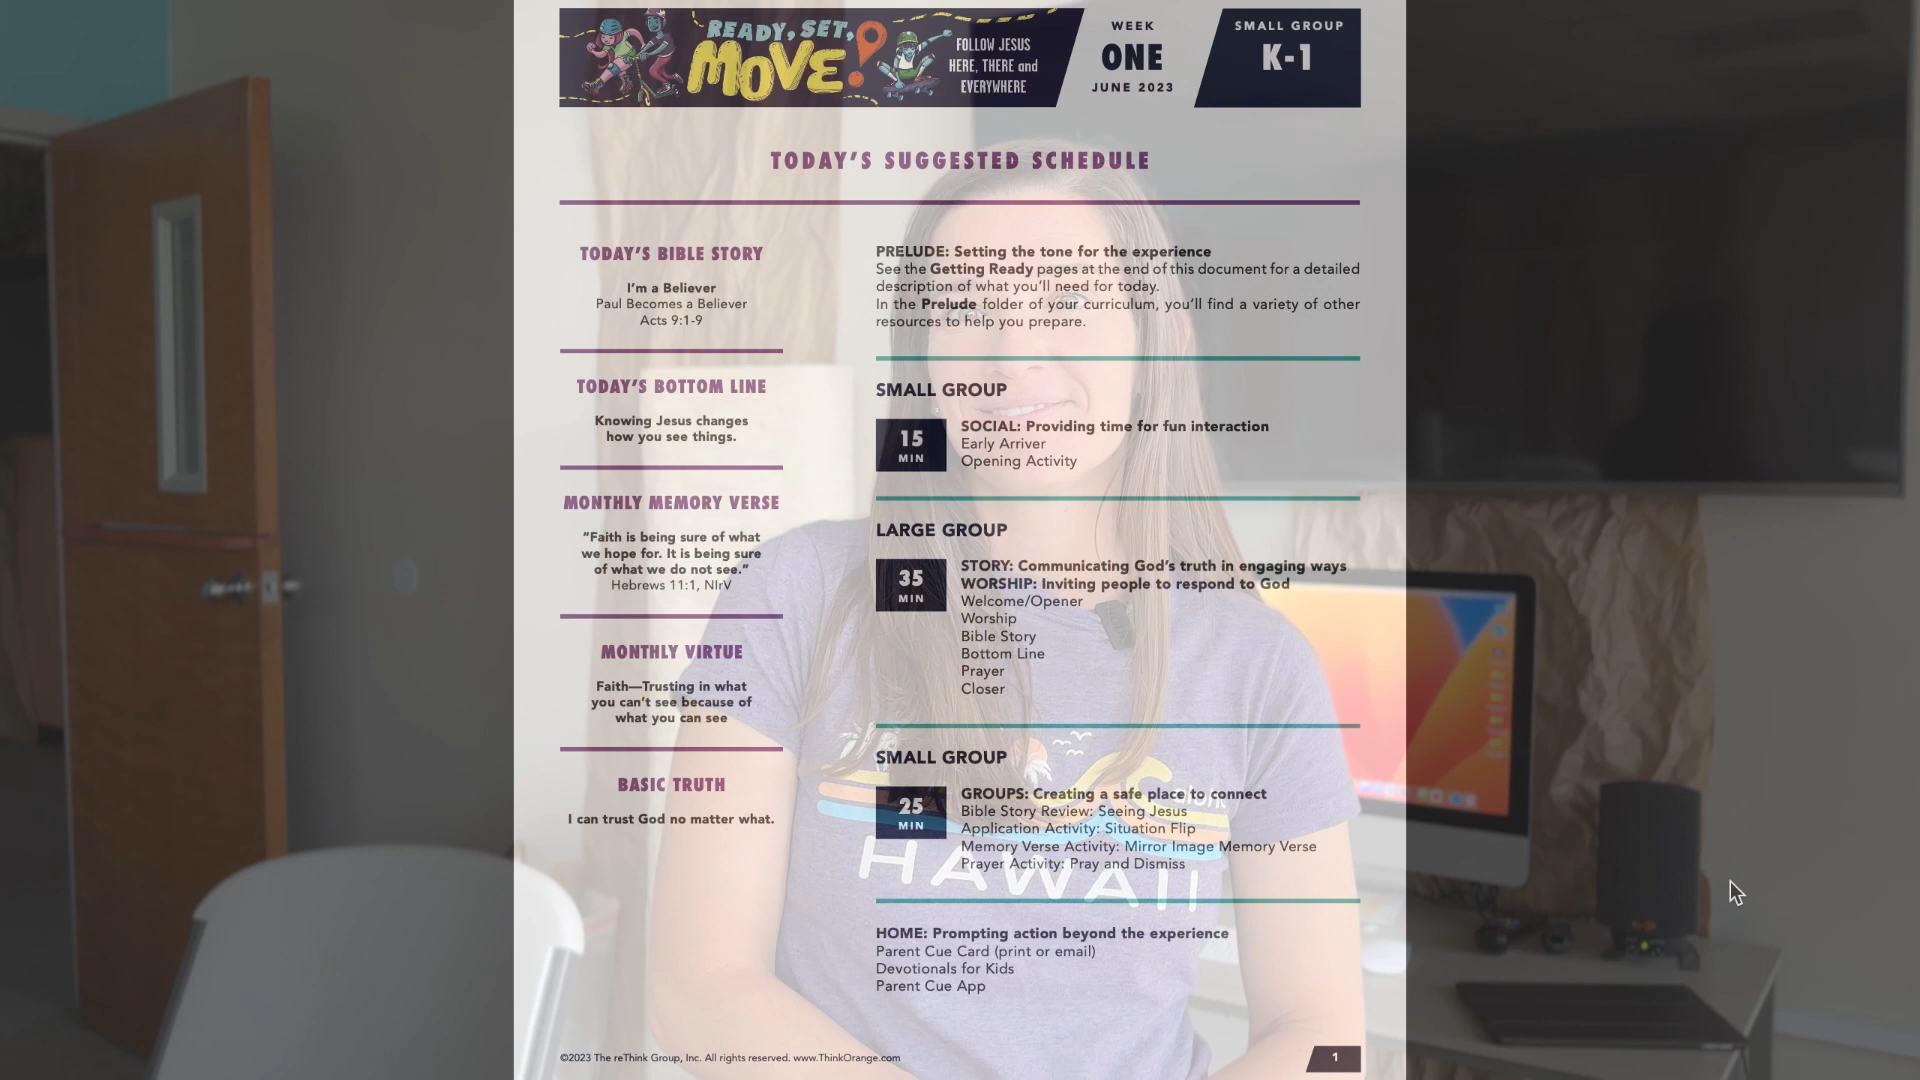 READY, SET,
MOVE!
FOLLOW JESUS
HERE, THERE and
EVERYWHERE
WEEK
ONE
JUNE 2023
SMALL GROUP
K-1
TODAY'S SUGGESTED SCHEDULE
TODAY'S BIBLE STORY
I'm a Believer
Paul Becomes a Believer
Acts 9:1-9
TODAY'S BOTTOM LINE
Knowing Jesus changes
how you see things.
MONTHLY MEMORY VERSE
"Faith is being sure of what
we hope for. It is being sure
of what we do not see."
Hebrews 11:1, NIrV
MONTHLY VIRTUE
Faith—Trusting in what
you can't see because of
what you can see
BASIC TRUTH
I can trust God no matter what.
PRELUDE: Setting the tone for the experience
See the Getting Ready pages at the end of this document for a detailed
description of what you'll need for today.
In the Prelude folder of your curriculum, you'll find a variety of other
resources to help you prepare.
SMALL GROUP
15
MIN
SOCIAL: Providing time for fun interaction
Early Arriver
Opening Activity
LARGE GROUP
35
MIN
STORY: Communicating God's truth in engaging ways
WORSHIP: Inviting people to respond to God
Welcome/Opener
Worship
Bible Story
Bottom Line
Prayer
Closer
SMALL GROUP
25
MIN
GROUPS: Creating a safe place to connect
Bible Story Review: Seeing Jesus
Application Activity: Situation Flip
Memory Verse Activity: Mirror Image Memory Verse
Prayer Activity: Pray and Dismiss
HOME: Prompting action beyond the experience
Parent Cue Card (print or email)
Devotionals for Kids
Parent Cue App
aloha
HAWAII
©2023 The reThink Group, Inc. All rights reserved. www.ThinkOrange.com
1